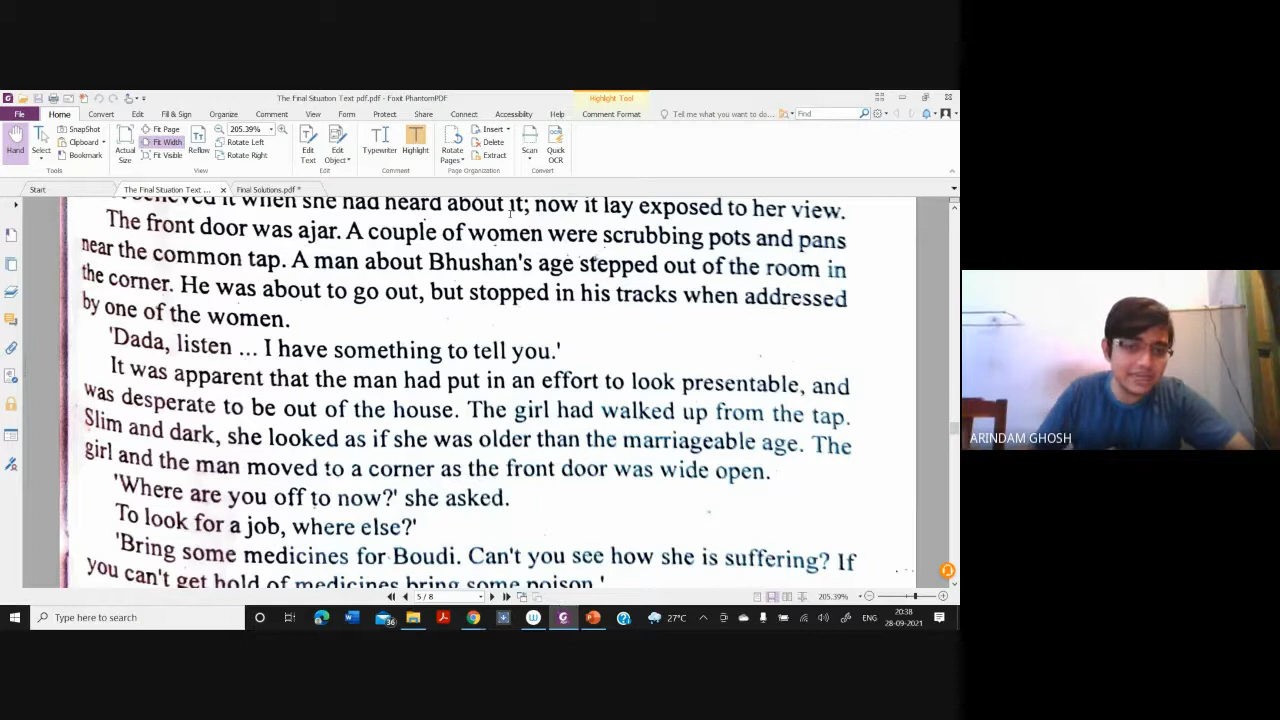 The Final Situation Text pdf.pdf - Foxit PhantomPDF
Highlight Tool
File Home Convert Edit Fill & Sign Organize Comment View Form Protect Share Connect Accessibility Help Comment Format Tell me what you want to do... Find
SnapShot
Clipboard
Bookmark
Hand Select
Actual Size
Fit Page
Fit Width
Fit Visible
Reflow
205.39%
Rotate Left
Rotate Right
Edit Text
Edit Object
Typewriter Highlight
Rotate Pages
Insert
Delete
Extract
Scan
Quick OCR
Tools View Edit Comment Page Organization Convert
Start The Final Situation Text ... Final Solutions.pdf *
believed it when she had heard about it; now it lay exposed to her view.
The front door was ajar. A couple of women were scrubbing pots and pans
near the common tap. A man about Bhushan's age stepped out of the room in
the corner. He was about to go out, but stopped in his tracks when addressed
by one of the women.
'Dada, listen ... I have something to tell you.'
It was apparent that the man had put in an effort to look presentable, and
was desperate to be out of the house. The girl had walked up from the tap.
Slim and dark, she looked as if she was older than the marriageable age. The
girl and the man moved to a corner as the front door was wide open.
'Where are you off to now?' she asked.
To look for a job, where else?'
'Bring some medicines for Boudi. Can't you see how she is suffering? If
you can't get hold of medicines bring some poison.'
ARINDAM GHOSH
5 / 8
205.39%
Type here to search
36
27°C
ENG
20:38
28-09-2021